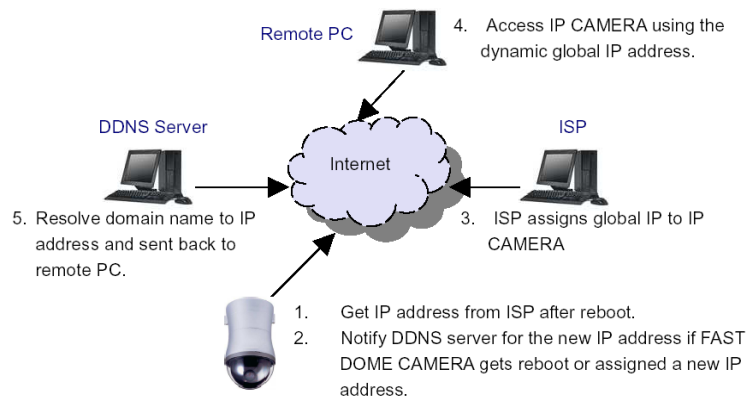 Remote PC
4. Access IP CAMERA using the
dynamic global IP address.
DDNS Server
ISP
Internet
5. Resolve domain name to IP
address and sent back to
remote PC.
3. ISP assigns global IP to IP
CAMERA
1. Get IP address from ISP after reboot.
2. Notify DDNS server for the new IP address if FAST
DOME CAMERA gets reboot or assigned a new IP
address.